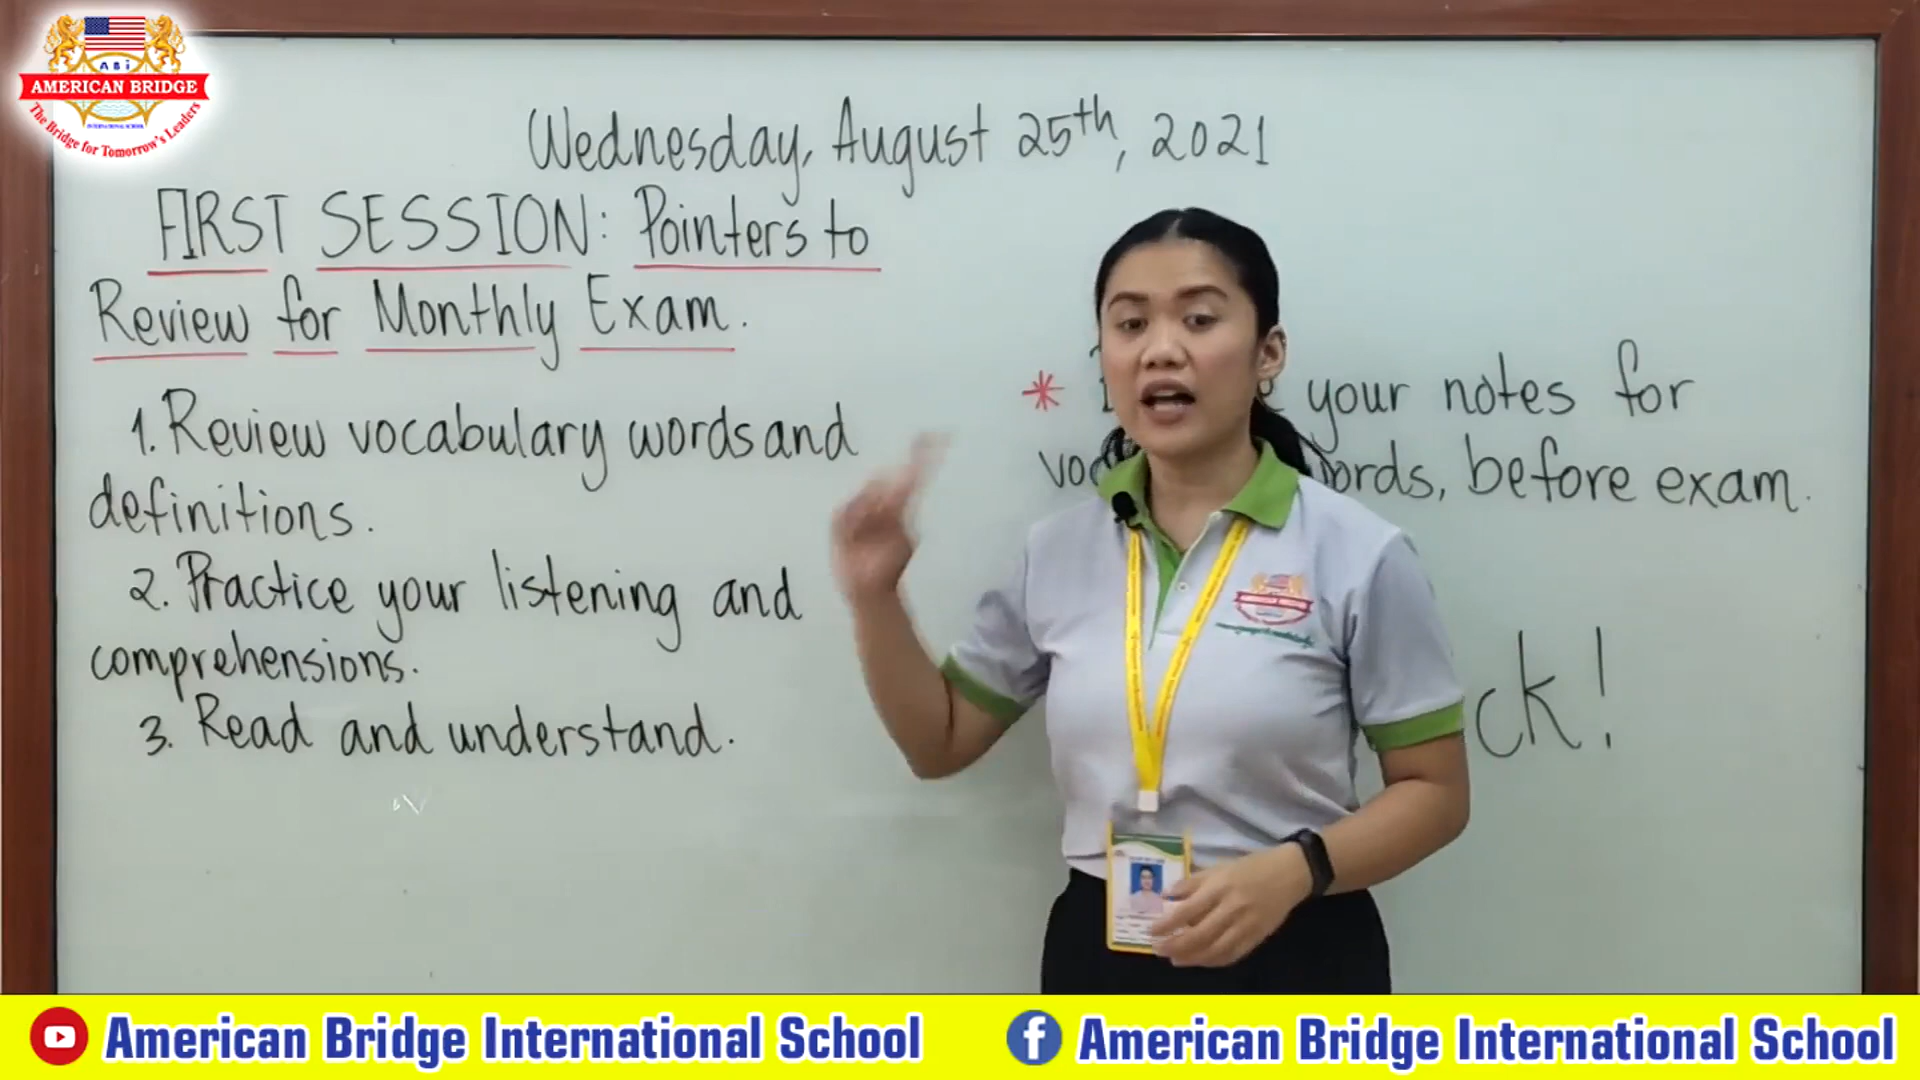 AMERICAN BRIDGE
INTERNATIONAL SCHOOL
The Bridge for Tomorrow's Leaders
Wednesday, August 25th, 2021
FIRST SESSION: Pointers to
Review for Monthly Exam.
1. Review vocabulary words and
definitions.
2. Practice your listening and
comprehensions.
3. Read and understand.
* your notes for
before exam.
American Bridge International School
American Bridge International School